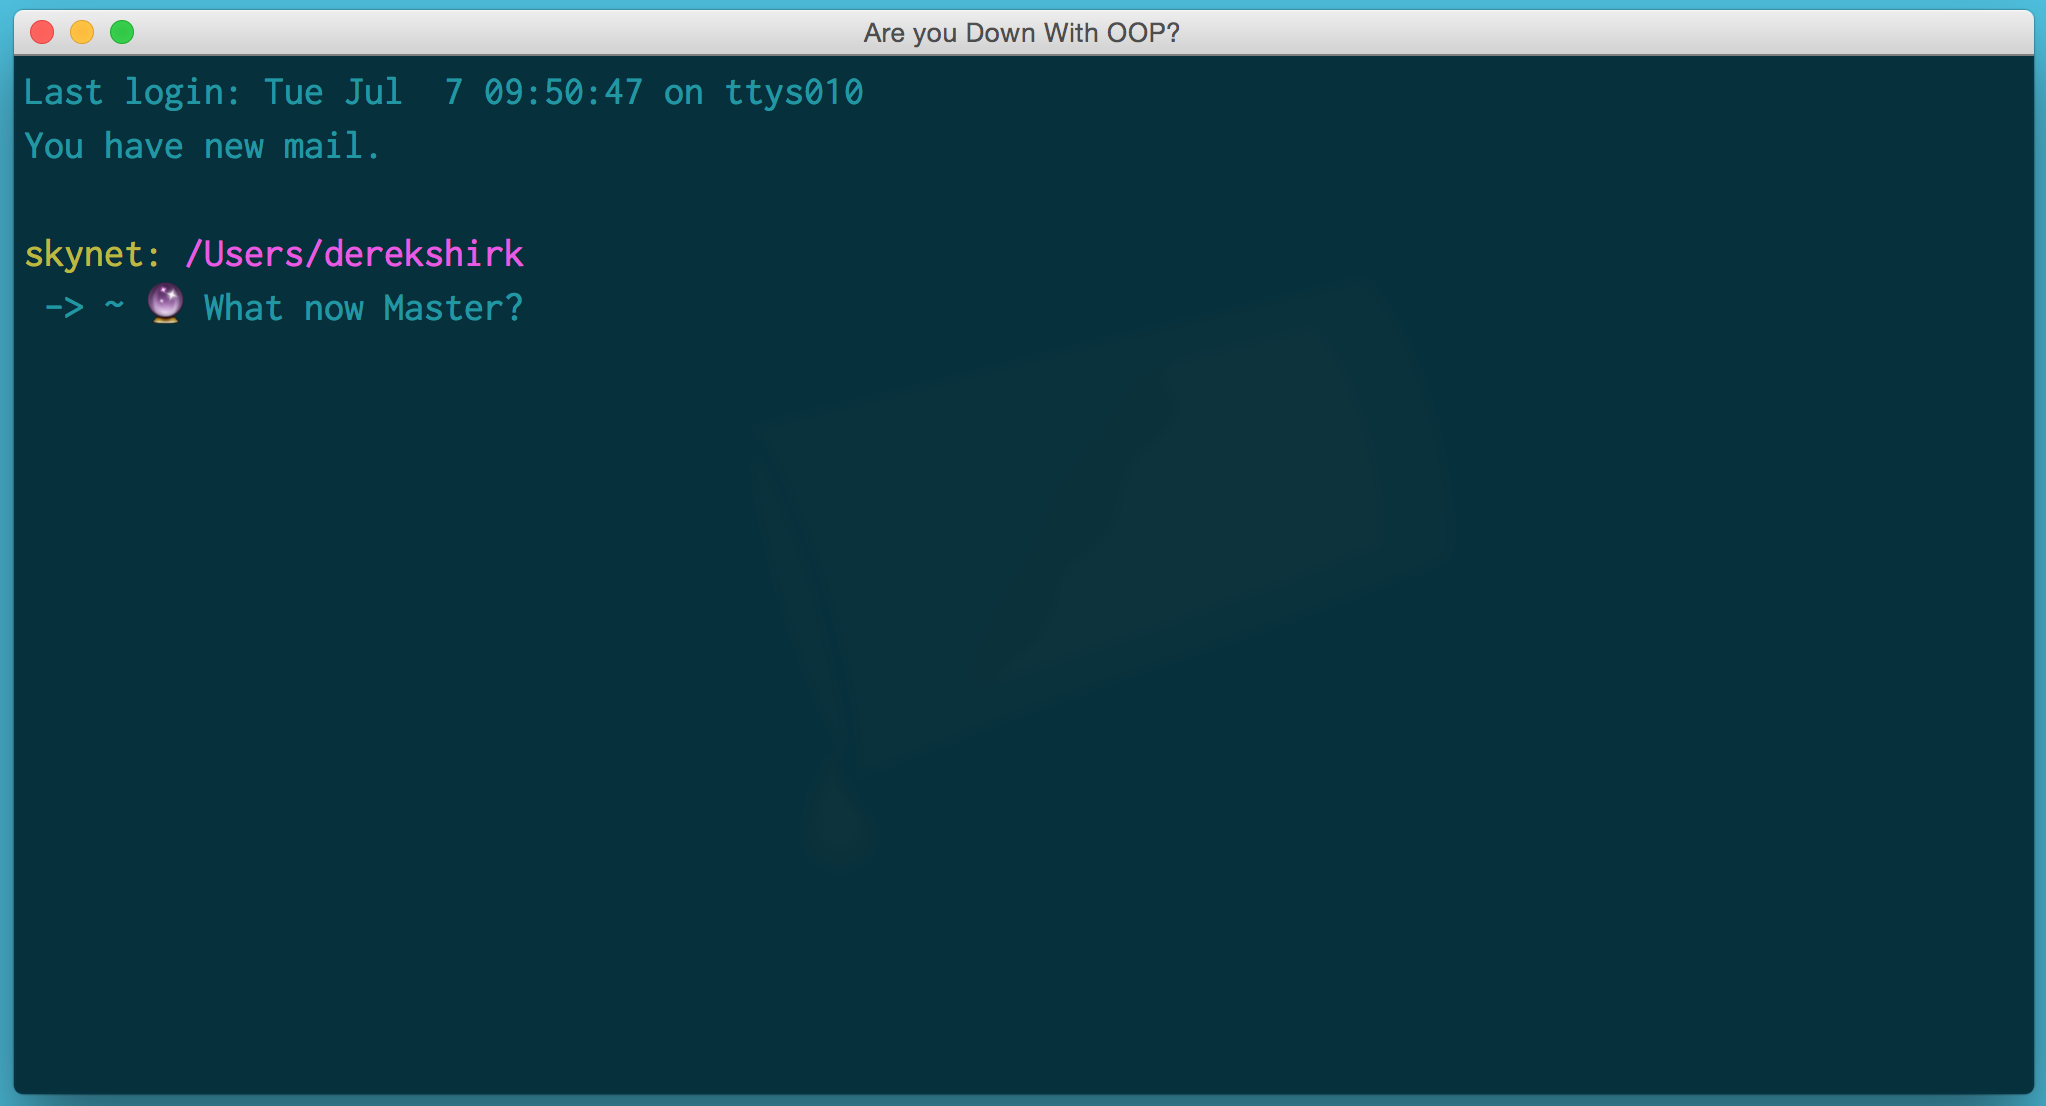 Are you Down With OOP?
Last login: Tue Jul  7 09:50:47 on ttys010
You have new mail.
skynet: /Users/derekshirk
-> ~ 🔮 What now Master?